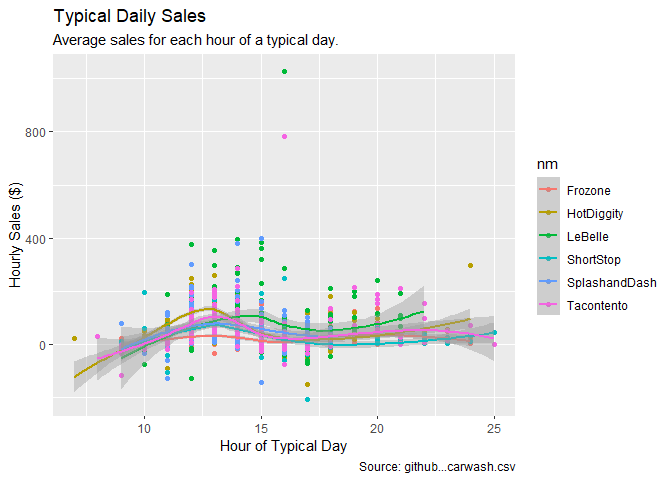 Typical Daily Sales
Average sales for each hour of a typical day.
Hourly Sales ($)
800
400
0
10
15
20
25
Hour of Typical Day
nm
Frozone
HotDiggity
LeBelle
ShortStop
SplashandDash
Tacontento
Source: github...carwash.csv